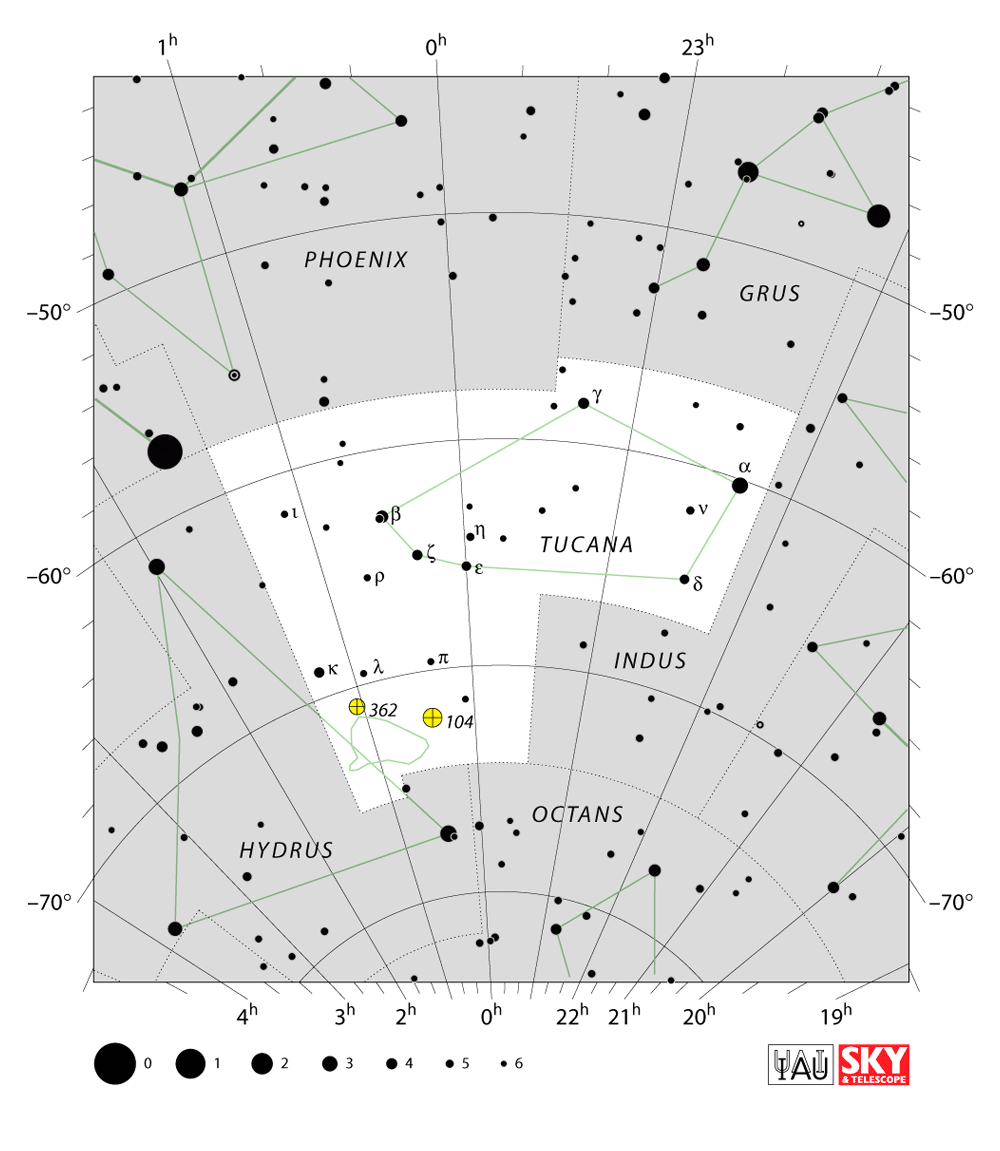 1h 0h 23h
PHOENIX
GRUS
–50° –50°
γ
α
ι β ν
η
TUCANA
ζ
ε
ρ
δ
–60° –60°
π
INDUS
κ λ
362
104
OCTANS
HYDRUS
–70° –70°
4h 3h 2h 0h 22h 21h 20h 19h
0 1 2 3 4 5 6
IAU
SKY
& TELESCOPE